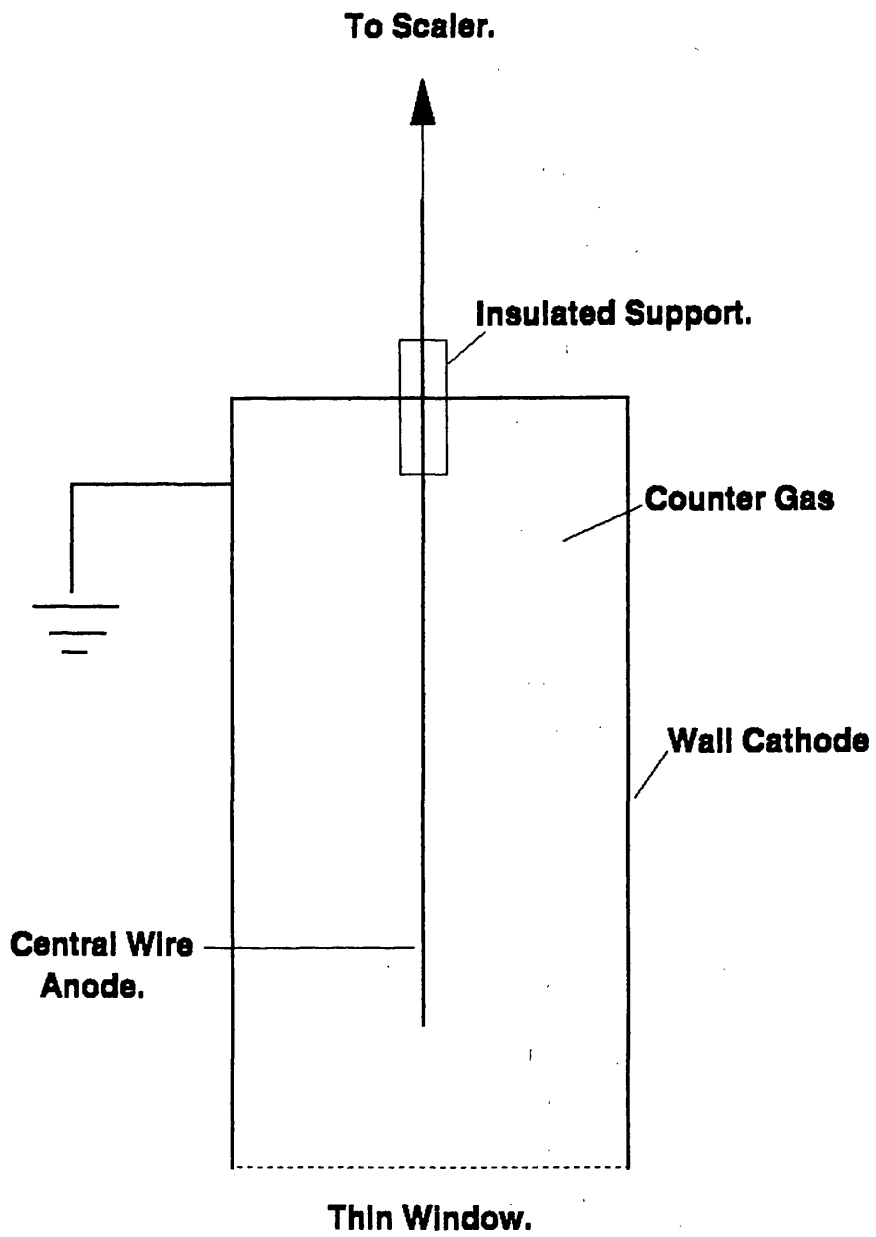 To Scaler.
Insulated Support.
Counter Gas
Wall Cathode
Central Wire
Anode.
Thin Window.